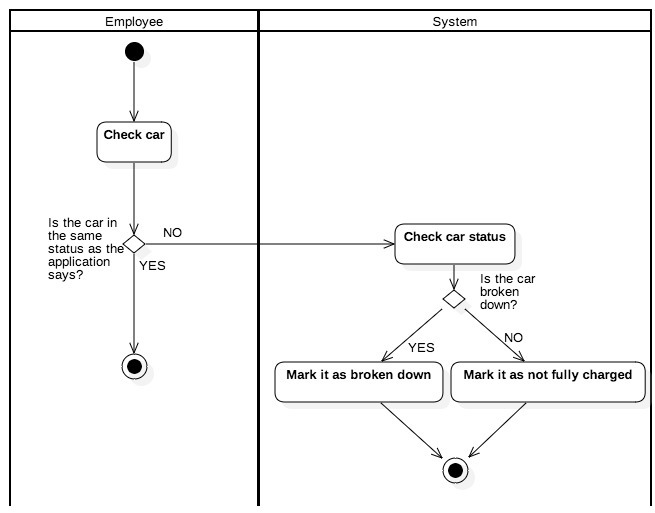 Employee
System
Check car
Is the car in
the same
status as the
application
says?
NO
YES
Check car status
Is the car
broken
down?
YES
NO
Mark it as broken down
Mark it as not fully charged